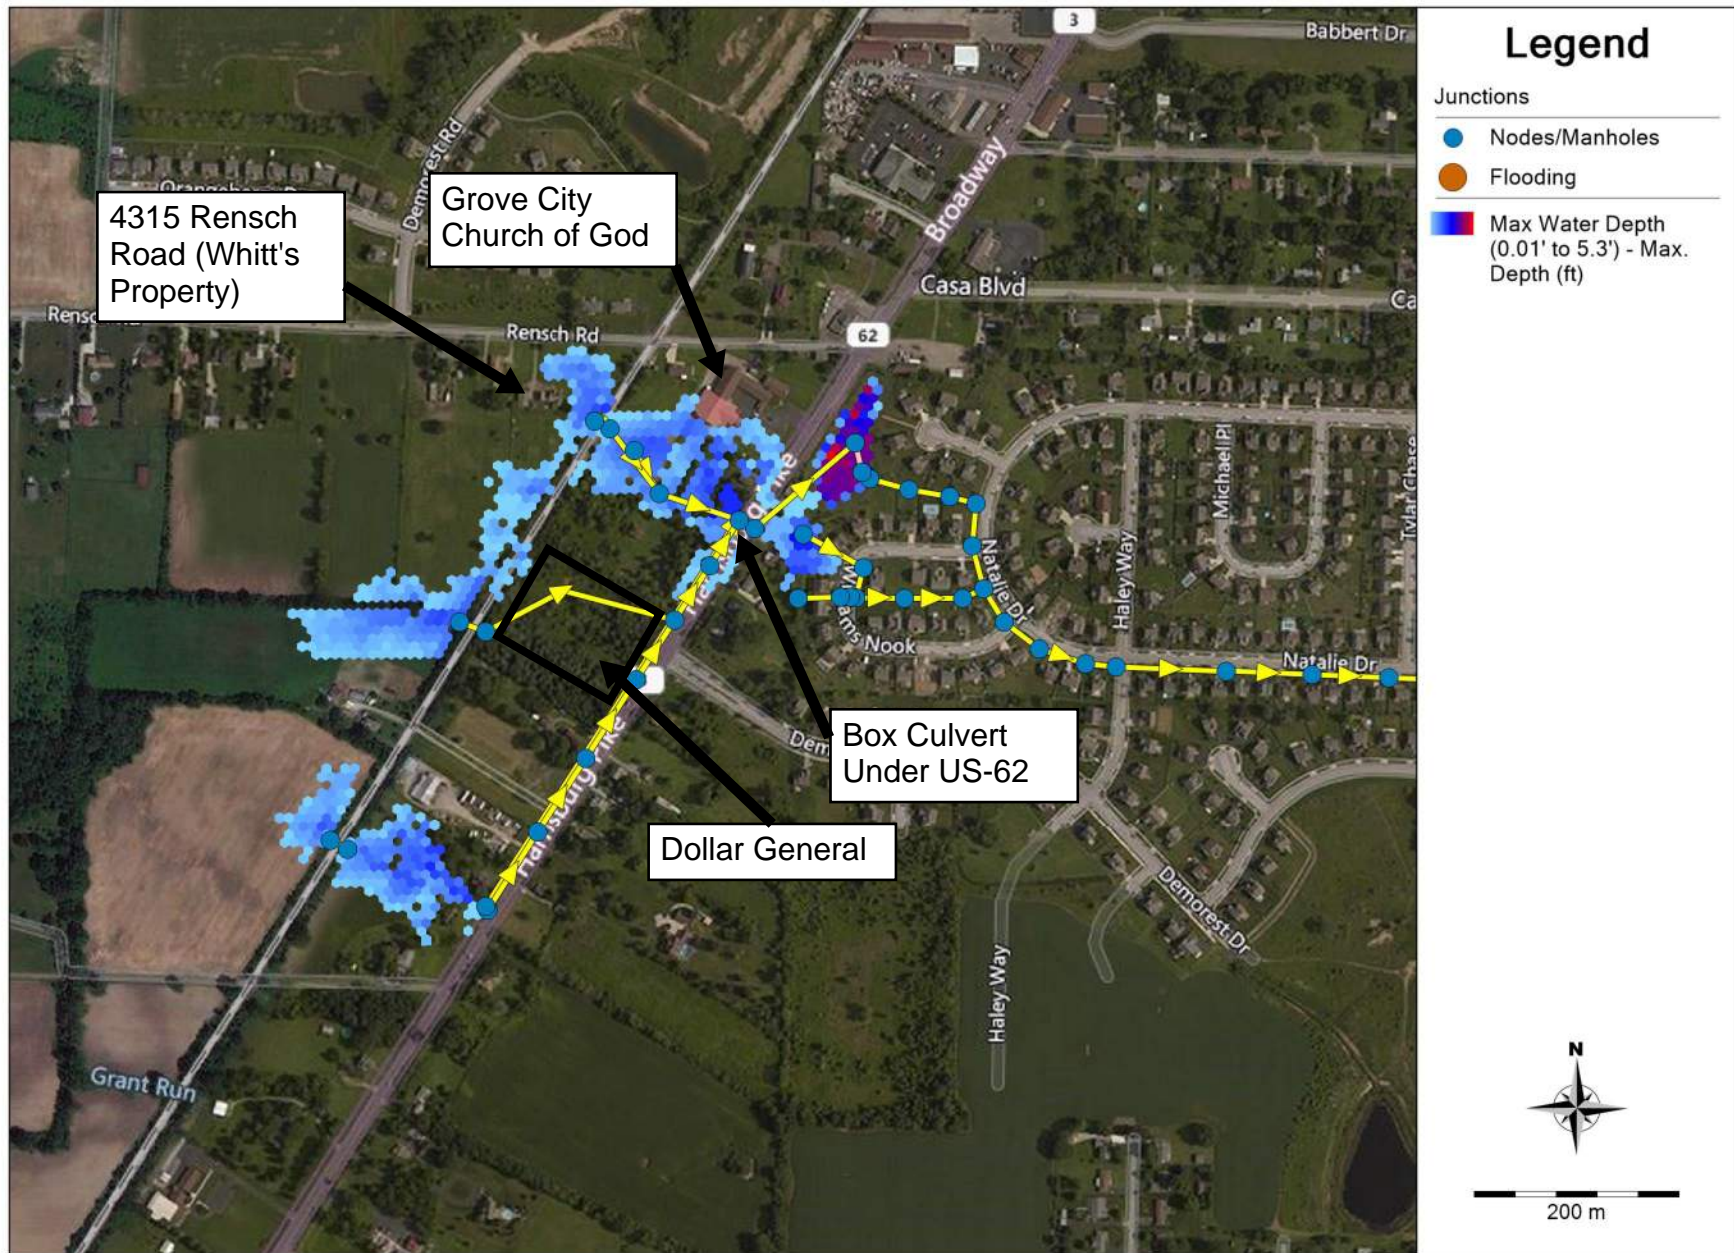 3
Babbert Dr
Demorest Rd
Broadway
4315 Rensch
Road (Whitt's
Property)
Grove City
Church of God
Casa Blvd
Rensch Rd
62
Michael Pl
Haley Way
Natalie Dr
Nook
Natalie Dr
Box Culvert
Under US-62
Dollar General
Demorest Dr
Haley Way
Grant Run
Legend
Junctions
Nodes/Manholes
Flooding
Max Water Depth
(0.01' to 5.3') - Max.
Depth (ft)
N
200 m